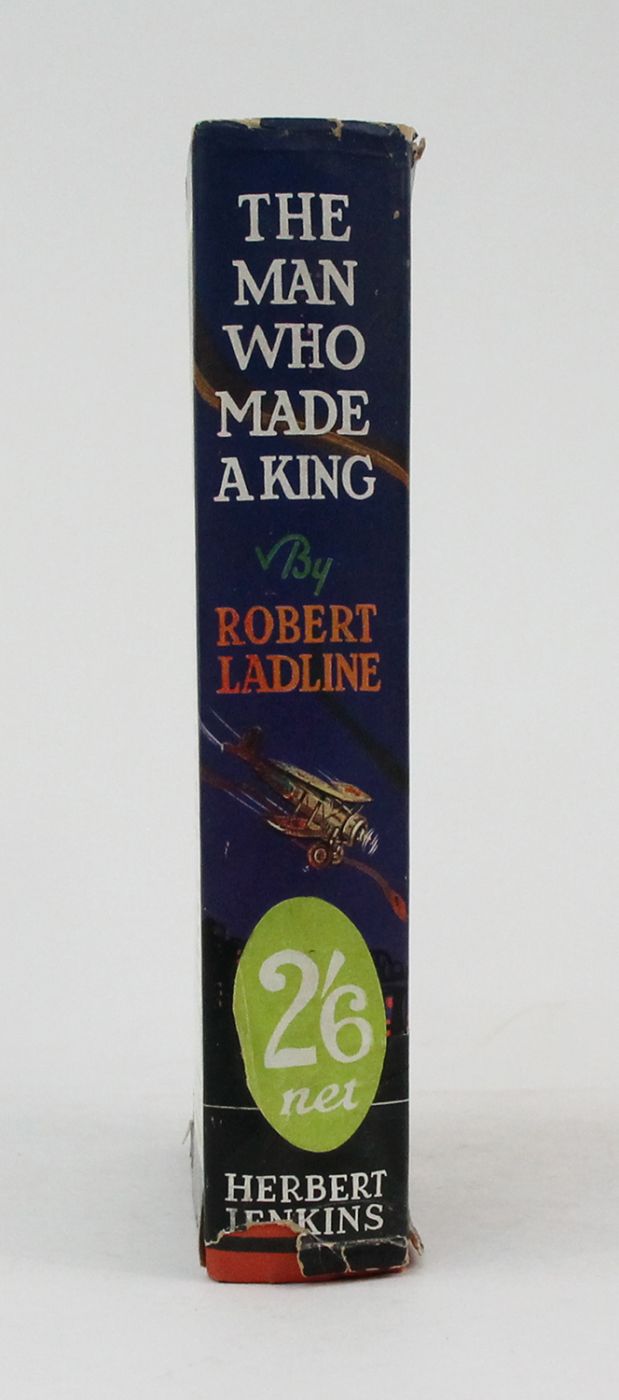 THE
MAN
WHO
MADE
A KING
By
ROBERT
LADLINE
2'6
net
HERBERT
JENKINS